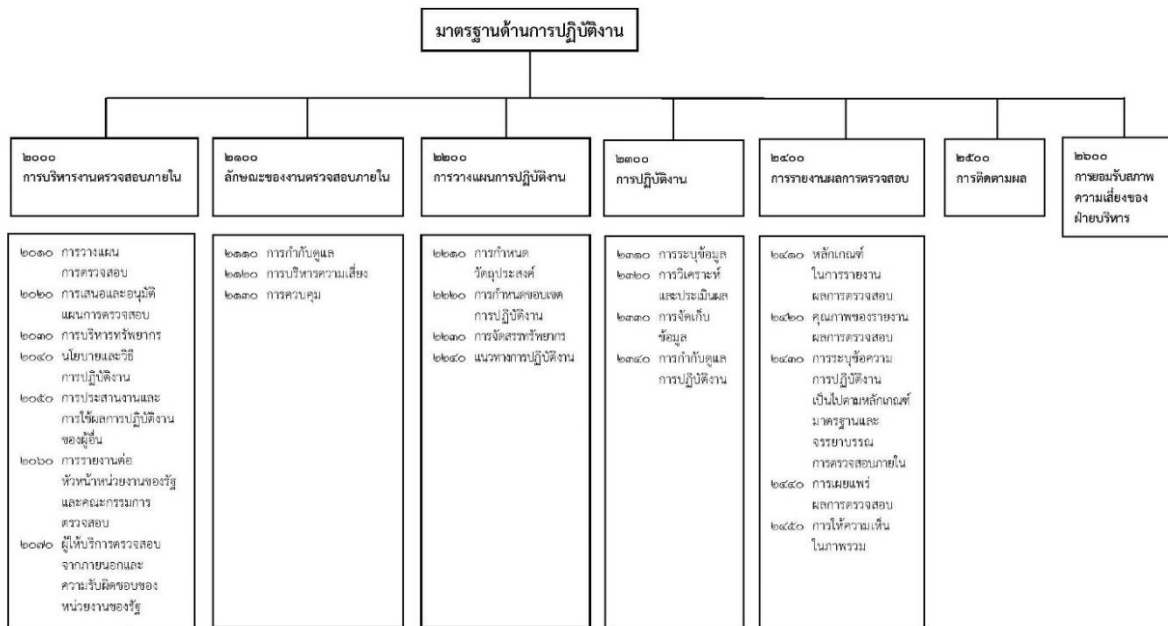 มาตรฐานด้านการปฏิบัติงาน
๒๐๐๐
การบริหารงานตรวจสอบภายใน
๒๐๑๐ การวางแผน
การตรวจสอบ
๒๐๒๐ การเสนอและอนุมัติ
แผนการตรวจสอบ
๒๐๓๐ การบริหารทรัพยากร
๒๐๔๐ นโยบายและวิธี
การปฏิบัติงาน
๒๐๕๐ การประสานงานและ
การใช้ผลการปฏิบัติงาน
ของผู้อื่น
๒๐๖๐ การรายงานต่อ
หัวหน้าหน่วยงานของรัฐ
และคณะกรรมการ
ตรวจสอบ
๒๐๗๐ ผู้ให้บริการตรวจสอบ
จากภายนอกและ
ความรับผิดชอบของ
หน่วยงานของรัฐ
๒๑๐๐
ลักษณะของงานตรวจสอบภายใน
๒๑๑๐ การกำกับดูแล
๒๑๒๐ การบริหารความเสี่ยง
๒๑๓๐ การควบคุม
๒๒๐๐
การวางแผนการปฏิบัติงาน
๒๒๑๐ การกำหนด
วัตถุประสงค์
๒๒๒๐ การกำหนดขอบเขต
การปฏิบัติงาน
๒๒๓๐ การจัดสรรทรัพยากร
๒๒๔๐ แนวทางการปฏิบัติงาน
๒๓๐๐
การปฏิบัติงาน
๒๓๑๐ การระบุข้อมูล
๒๓๒๐ การวิเคราะห์
และประเมินผล
๒๓๓๐ การจัดเก็บ
ข้อมูล
๒๓๔๐ การกำกับดูแล
การปฏิบัติงาน
๒๔๐๐
การรายงานผลการตรวจสอบ
๒๔๑๐ หลักเกณฑ์
ในการรายงาน
ผลการตรวจสอบ
๒๔๒๐ คุณภาพของรายงาน
ผลการตรวจสอบ
๒๔๓๐ การระบุข้อความ
การปฏิบัติงาน
เป็นไปตามหลักเกณฑ์
มาตรฐานและ
จรรยาบรรณ
การตรวจสอบภายใน
๒๔๔๐ การเผยแพร่
ผลการตรวจสอบ
๒๔๕๐ การให้ความเห็น
ในภาพรวม
๒๕๐๐
การติดตามผล
๒๖๐๐
การยอมรับสภาพ
ความเสี่ยงของ
ฝ่ายบริหาร